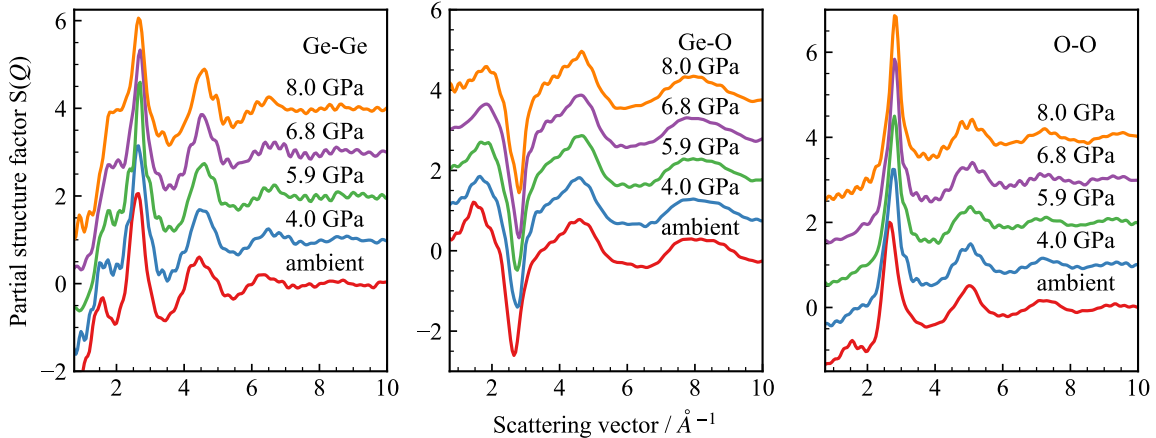 Partial structure factor S(Q)
6
4
2
0
−2
Ge-Ge
8.0 GPa
6.8 GPa
5.9 GPa
4.0 GPa
ambient
2 4 6 8 10
6
4
2
0
−2
Ge-O
8.0 GPa
6.8 GPa
5.9 GPa
4.0 GPa
ambient
2 4 6 8 10
6
4
2
0
O-O
8.0 GPa
6.8 GPa
5.9 GPa
4.0 GPa
ambient
2 4 6 8 10
Scattering vector / Å⁻¹